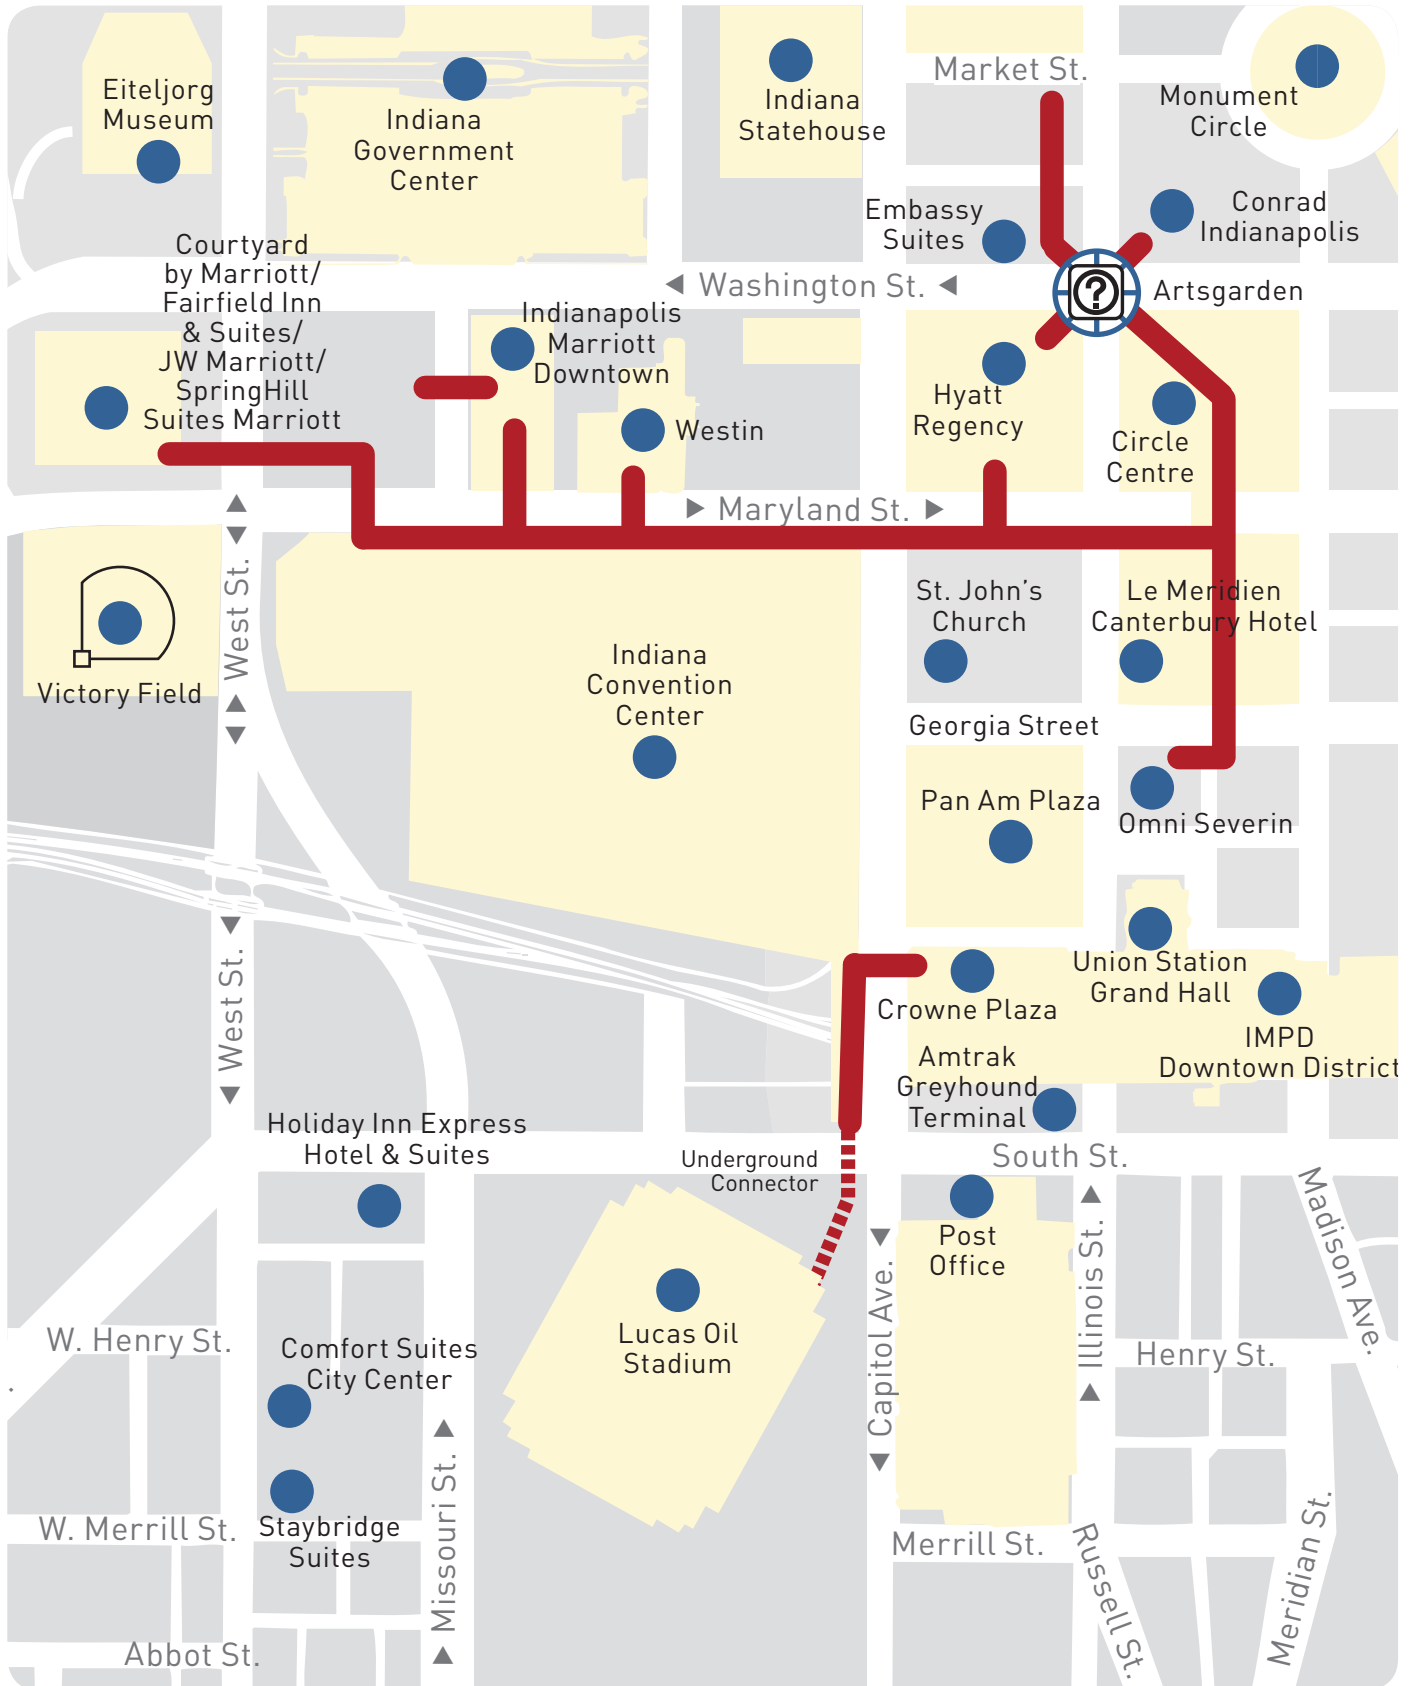 Market St.
Eiteljorg
Museum
Indiana
Government
Center
Indiana
Statehouse
Monument
Circle
Embassy
Suites
Conrad
Indianapolis
Courtyard
by Marriott/
Fairfield Inn
& Suites/
JW Marriott/
SpringHill
Suites Marriott
Washington St.
?
Artsgarden
Indianapolis
Marriott
Downtown
Westin
Hyatt
Regency
Circle
Centre
Maryland St.
West St.
Victory Field
St. John's
Church
Le Meridien
Canterbury Hotel
Indiana
Convention
Center
Georgia Street
Pan Am Plaza
Omni Severin
West St.
Union Station
Grand Hall
Crowne Plaza
IMPD
Downtown District
Amtrak
Greyhound
Terminal
Holiday Inn Express
Hotel & Suites
Underground
Connector
South St.
Madison Ave.
Post
Office
Capitol Ave.
Illinois St.
Lucas Oil
Stadium
W. Henry St.
Henry St.
Comfort Suites
City Center
Missouri St.
W. Merrill St.
Staybridge
Suites
Merrill St.
Russell St.
Meridian St.
Abbot St.